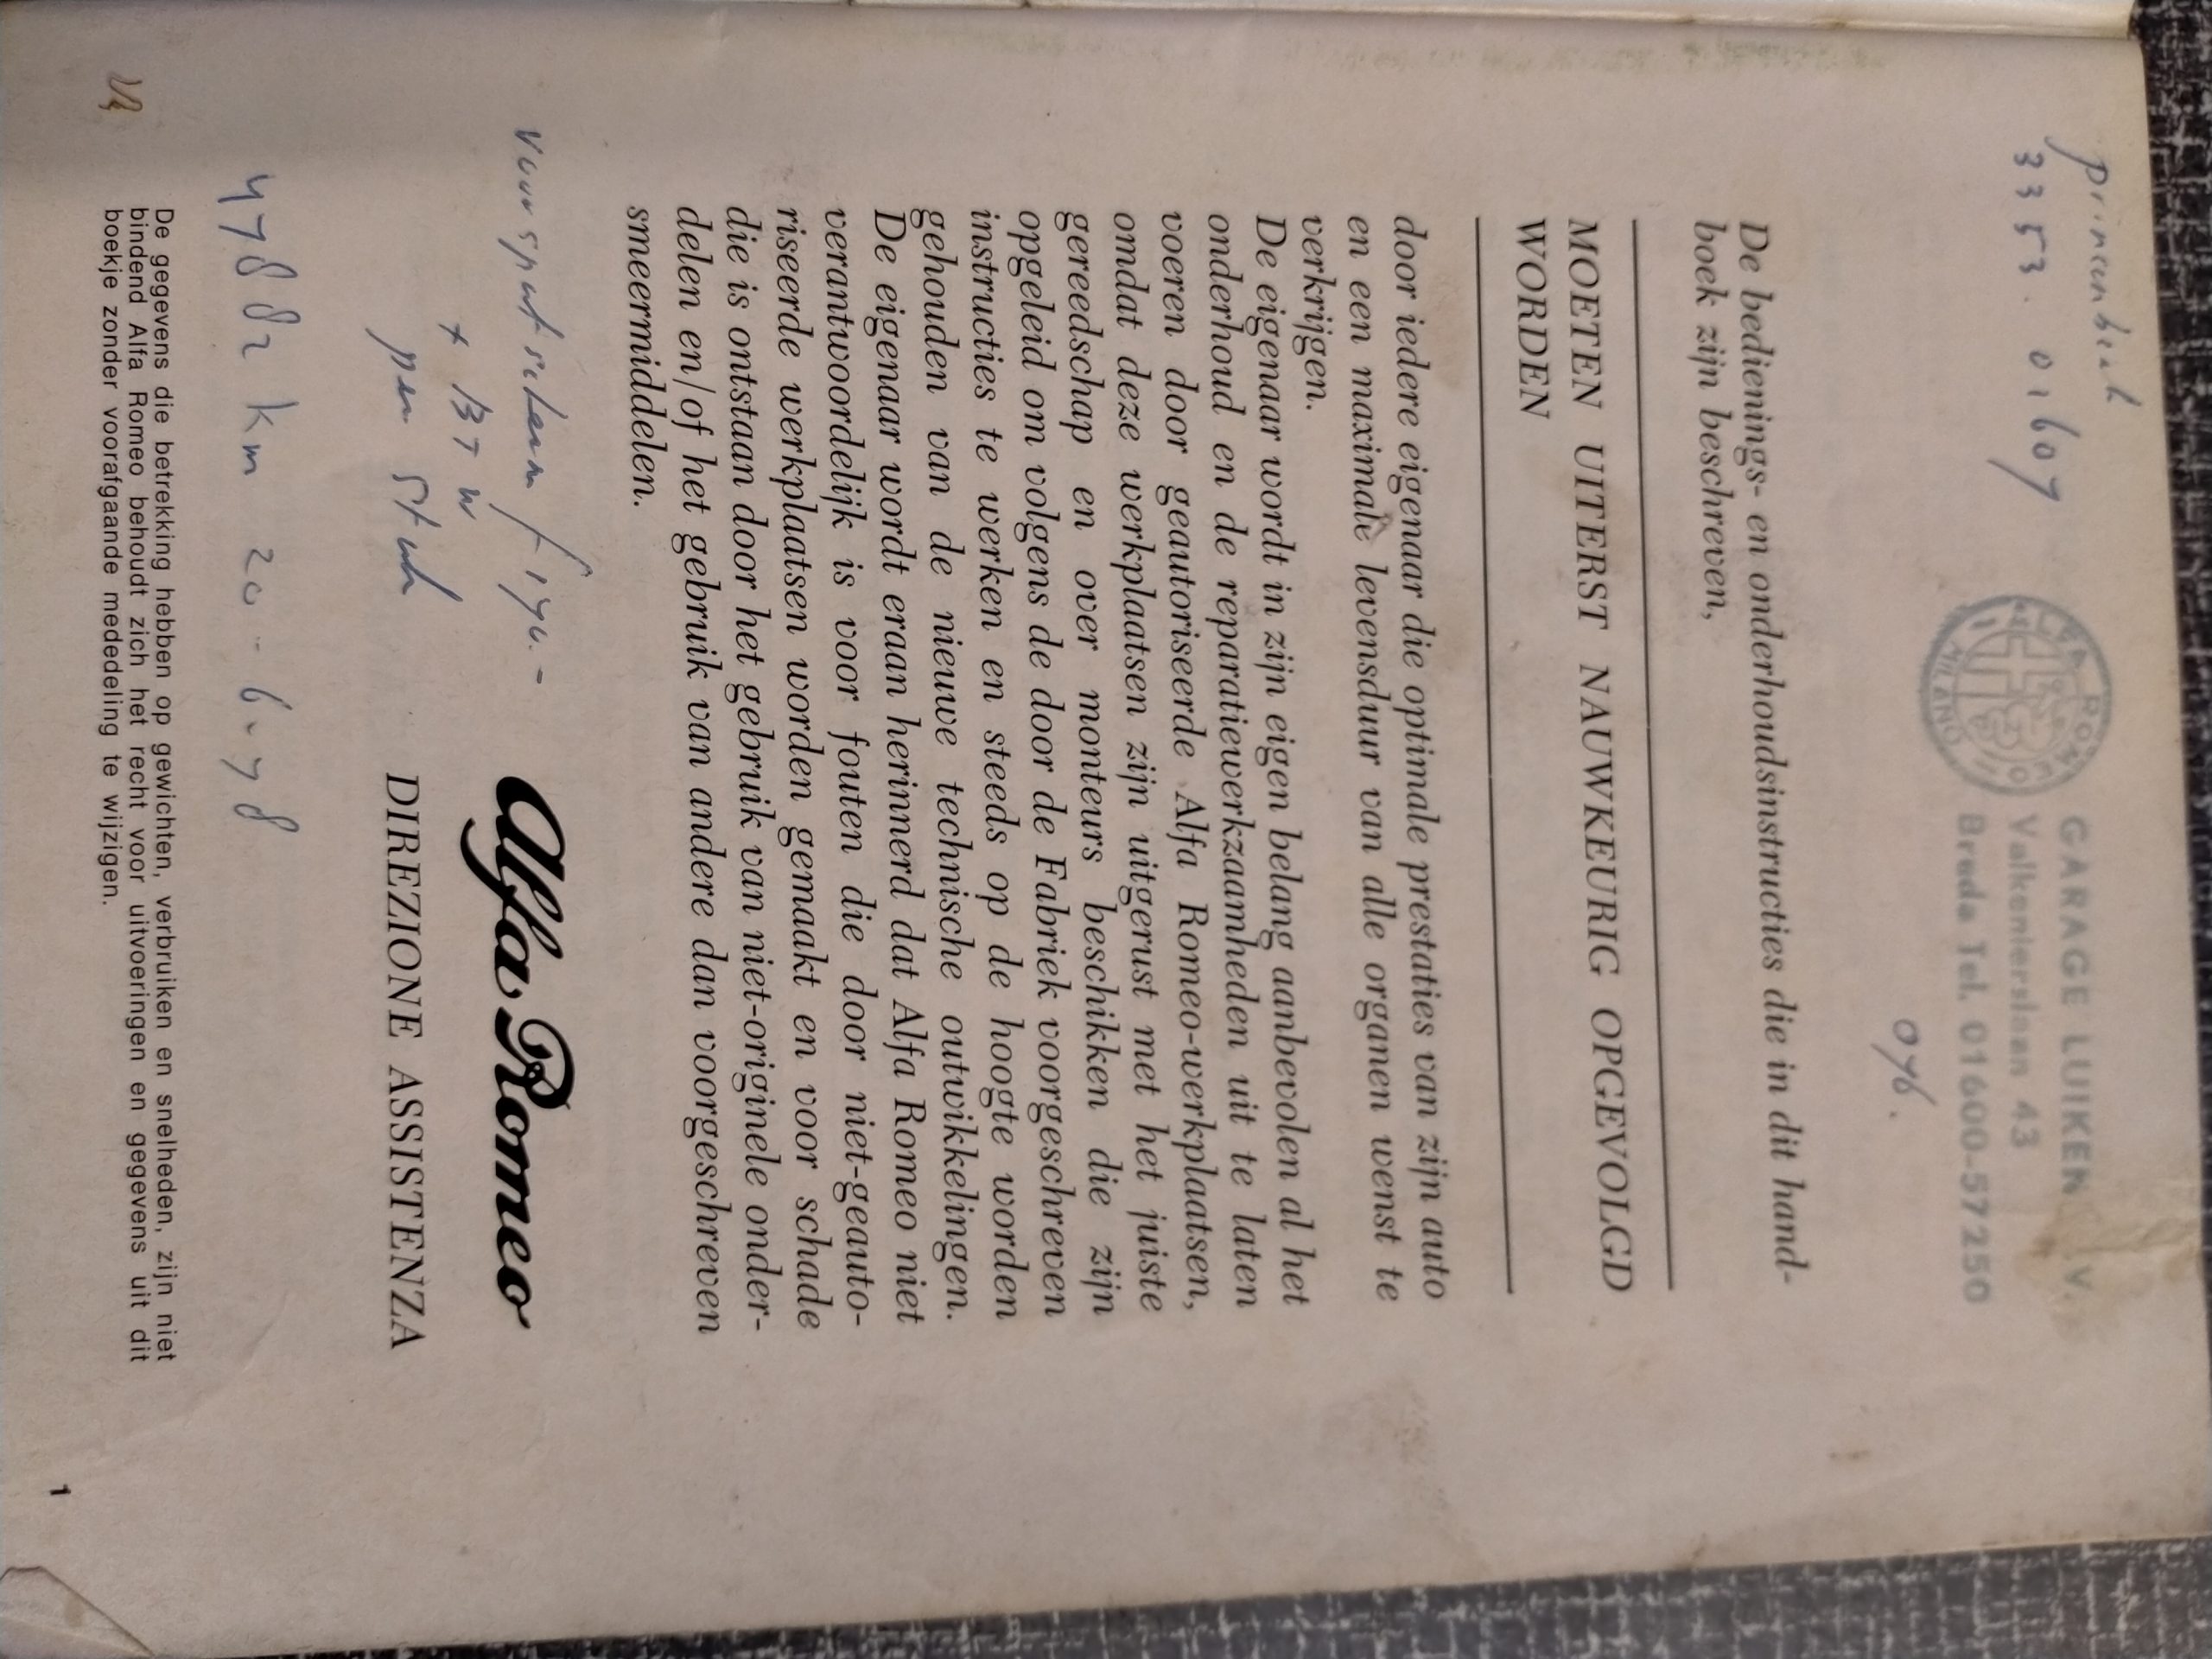 princenbeek
3353. 01607
ALFA ROMEO
MILANO
GARAGE LUIKEN
Valkenierslaan 43
Breda Tel. 01600-57250
076.
De bedienings- en onderhoudsinstructies die in dit hand-
boek zijn beschreven,
MOETEN UITERST NAUWKEURIG OPGEVOLGD
WORDEN
door iedere eigenaar die optimale prestaties van zijn auto
en een maximale levensduur van alle organen wenst te
verkrijgen.
De eigenaar wordt in zijn eigen belang aanbevolen al het
onderhoud en de reparatiewerkzaamheden uit te laten
voeren door geautoriseerde Alfa Romeo-werkplaatsen,
omdat deze werkplaatsen zijn uitgerust met het juiste
gereedschap en over monteurs beschikken die zijn
opgeleid om volgens de door de Fabriek voorgeschreven
instructies te werken en steeds op de hoogte worden
gehouden van de nieuwe technische outwikkelingen.
De eigenaar wordt eraan herinnerd dat Alfa Romeo niet
verantwoordelijk is voor fouten die door niet-geauto-
riseerde werkplaatsen worden gemaakt en voor schade
die is ontstaan door het gebruik van niet-originele onder-
delen en/of het gebruik van andere dan voorgeschreven
smeermiddelen.
voorspatscherm f 190.-
+ BTW
per stuk
Alfa Romeo
DIREZIONE ASSISTENZA
47882 km 20-6-78
De gegevens die betrekking hebben op gewichten, verbruiken en snelheden, zijn niet
bindend Alfa Romeo behoudt zich het recht voor uitvoeringen en gegevens uit dit
boekje zonder voorafgaande mededeling te wijzigen.
1